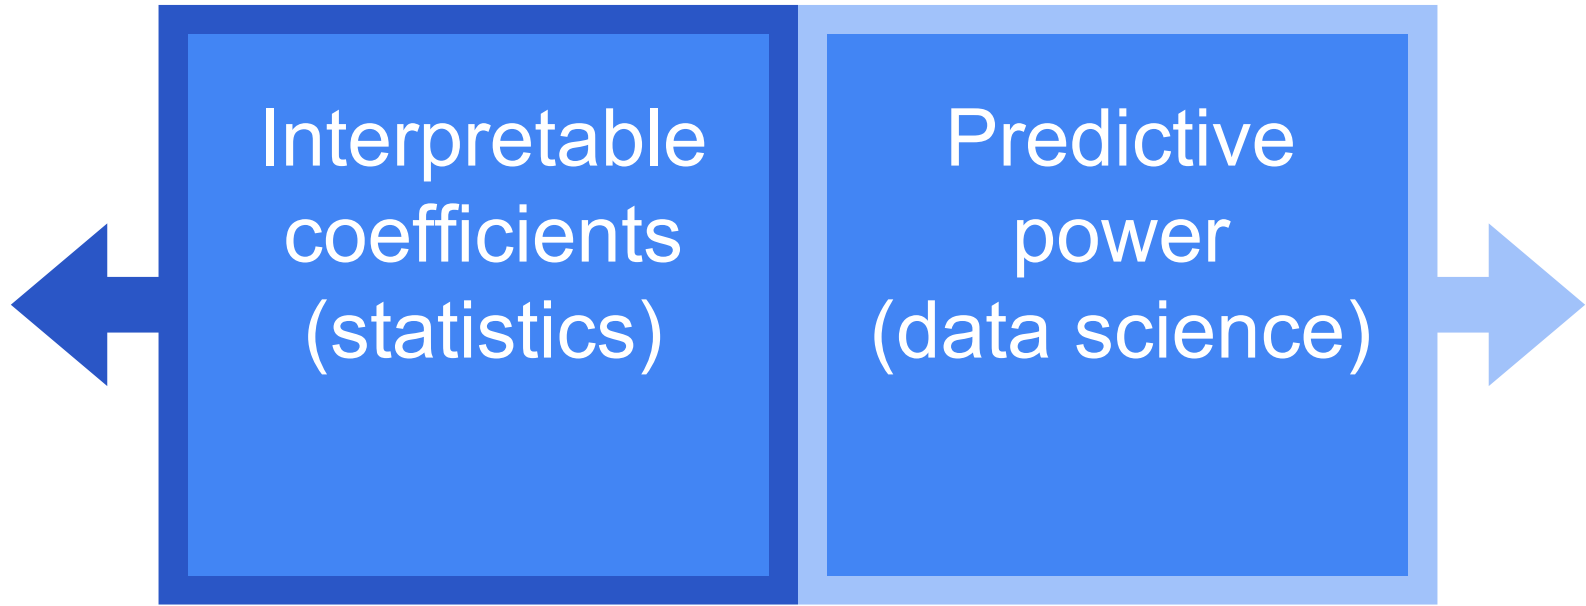 Interpretable
coefficients
(statistics)
Predictive
power
(data science)